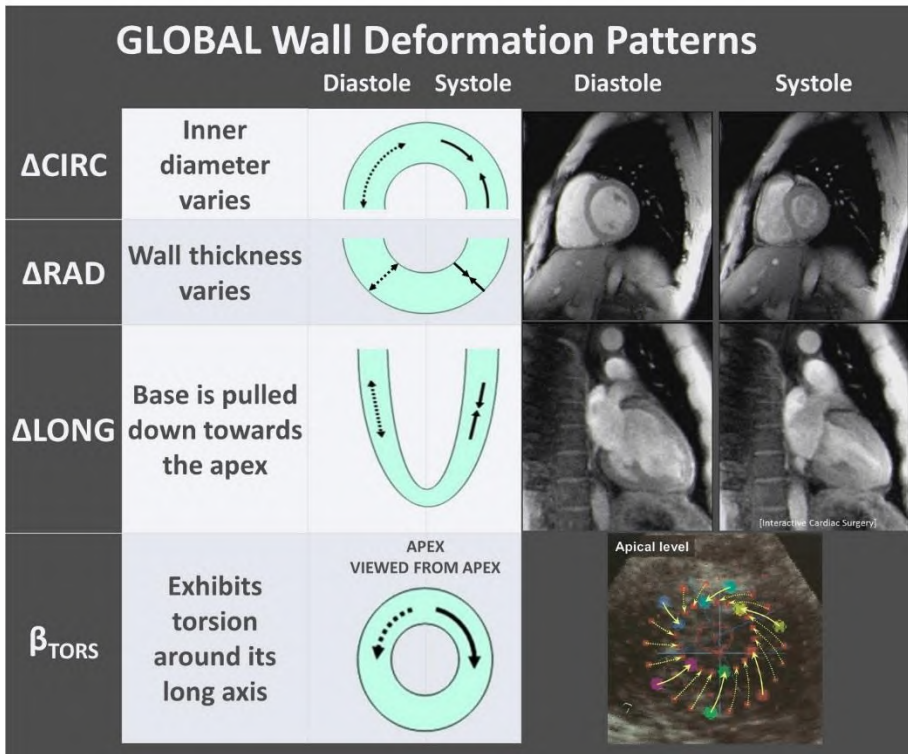 GLOBAL Wall Deformation Patterns
Diastole Systole Diastole Systole
ΔCIRC
Inner
diameter
varies
ΔRAD
Wall thickness
varies
ΔLONG
Base is pulled
down towards
the apex
[Interactive Cardiac Surgery]
βTORS
Exhibits
torsion
around its
long axis
APEX
VIEWED FROM APEX
Apical level